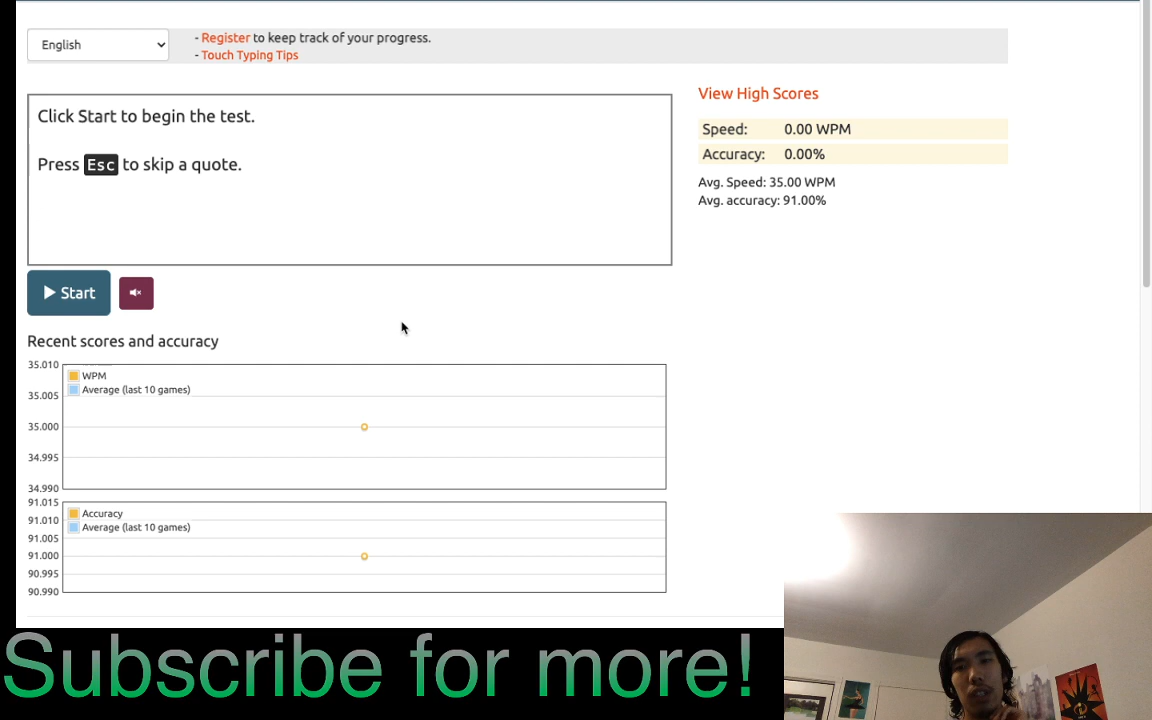 English
- Register to keep track of your progress.
- Touch Typing Tips
Click Start to begin the test.
Press Esc to skip a quote.
View High Scores
Speed: 0.00 WPM
Accuracy: 0.00%
Avg. Speed: 35.00 WPM
Avg. accuracy: 91.00%
Start
Recent scores and accuracy
35.010
WPM
Average (last 10 games)
35.005
35.000
34.995
34.990
91.015
Accuracy
91.010
Average (last 10 games)
91.005
91.000
90.995
90.990
Subscribe for more!